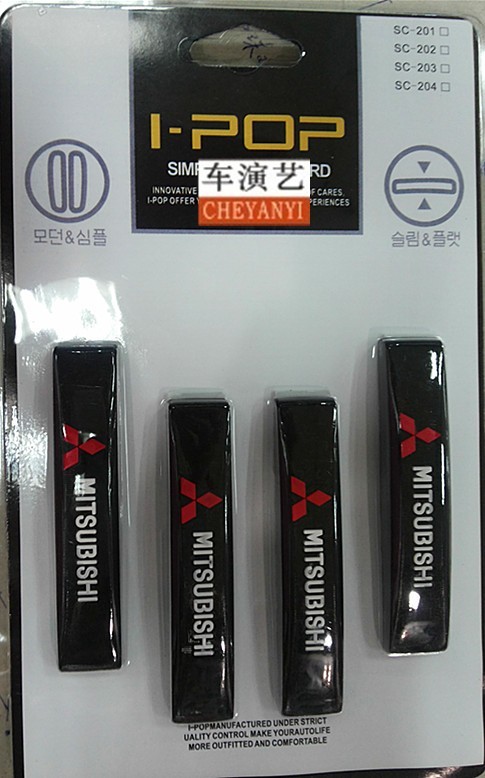 SC-201
SC-202
SC-203
SC-204
I-POP
SIMP RD
车演艺
CHEYANYI
INNOVATIVE OF CARES.
I-POP OFFER PERIENCES
모던&심플
슬림&플랫
MITSUBISHI
MITSUBISHI
MITSUBISHI
MITSUBISHI
I-POPMANUFACTURED UNDER STRICT
UALITY CONTROL MAKE YOURAUTOLIFE
MORE OUTFITTED AND COMFORTABLE